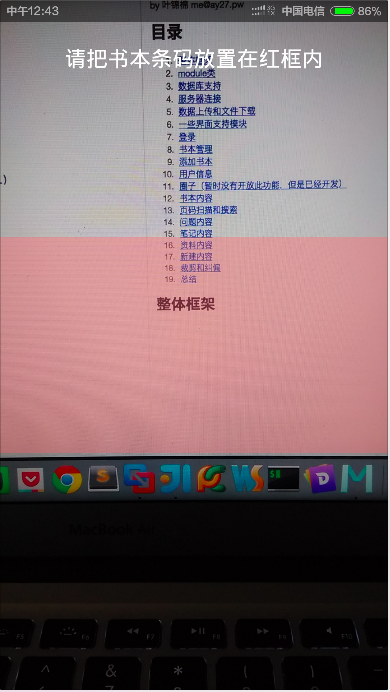 中午12:43
中国电信 86%
by 叶锦楠 me@ay27.pw
目录
请把书本条码放置在红框内
2. module类
3. 数据库支持
4. 服务器连接
5. 数据上传和文件下载
6. 一些界面支持模块
7. 登录
8. 书本管理
9. 添加书本
10. 用户信息
11. 圈子（暂时没有开放此功能，但是已经开发）
12. 书本内容
13. 页码扫描和搜索
14. 问题内容
15. 笔记内容
16. 资料内容
17. 新建内容
18. 裁剪和纠偏
19. 总结
整体框架
MacBook Air
F5
F6
F7
F8
F9
F10
^
&
*
(
)